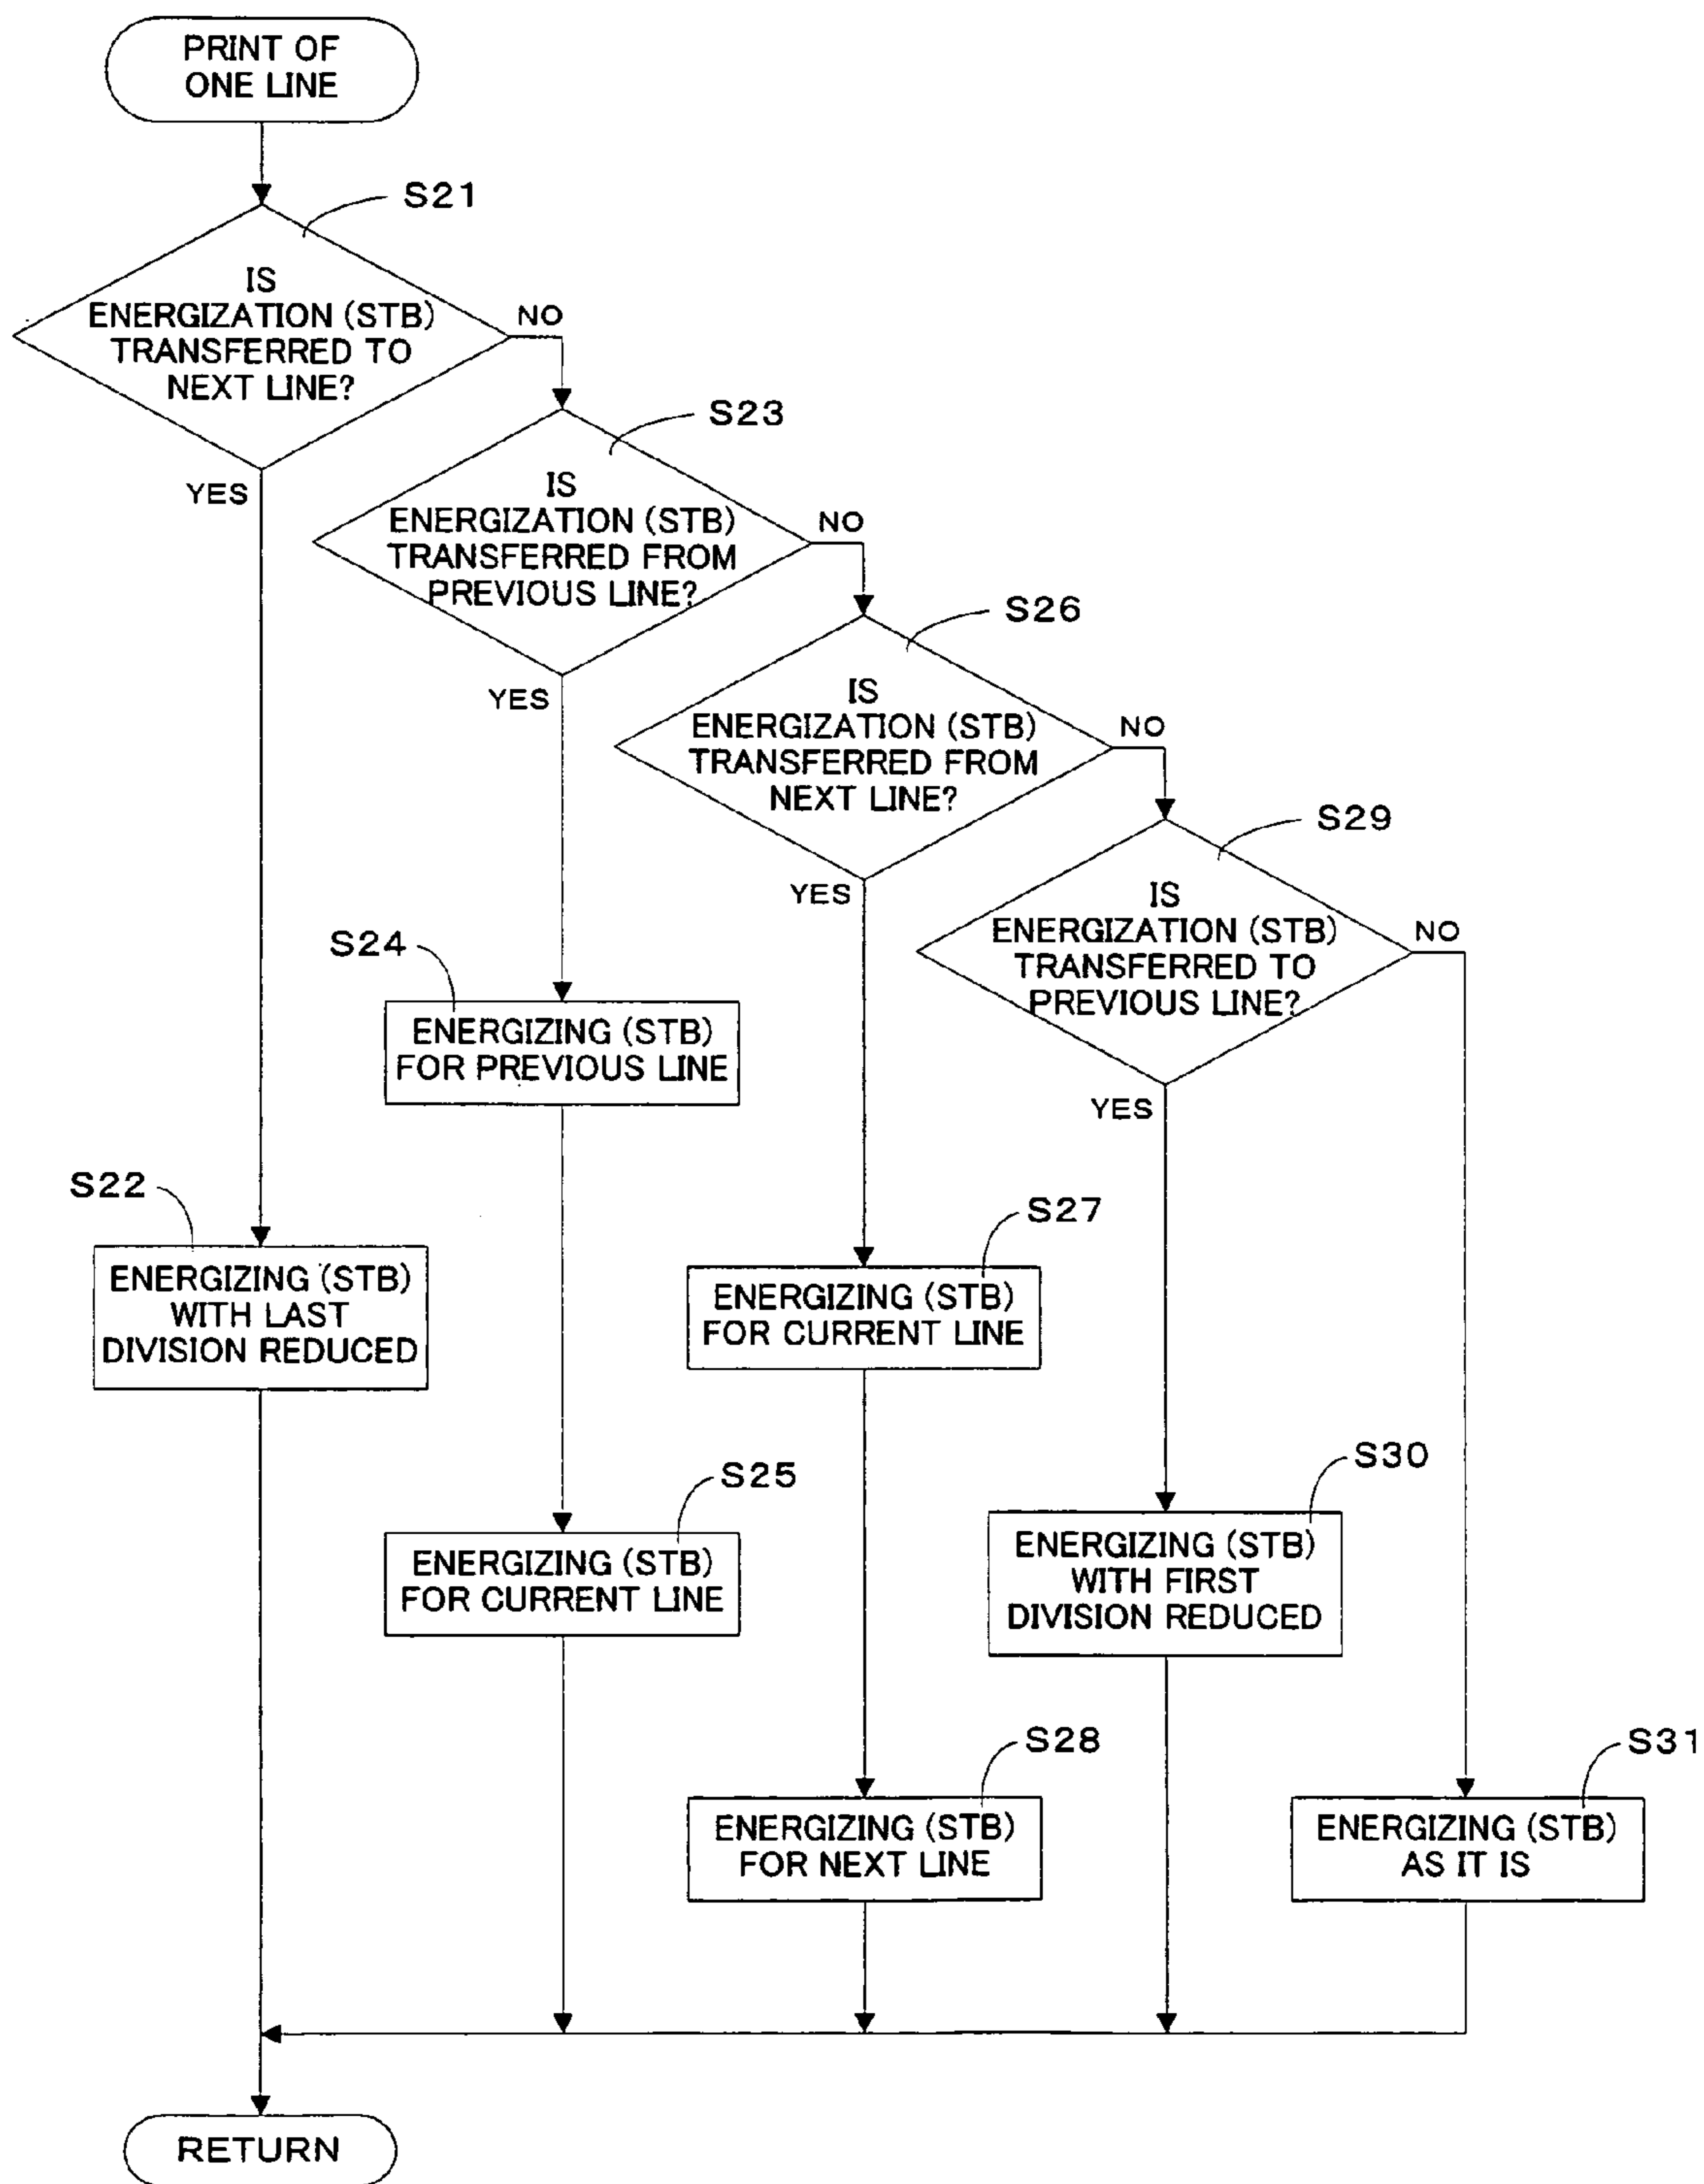 PRINT OF
ONE LINE
S21
IS
ENERGIZATION (STB)
TRANSFERRED TO
NEXT LINE?
NO
YES
S23
IS
ENERGIZATION (STB)
TRANSFERRED FROM
PREVIOUS LINE?
NO
YES
S26
IS
ENERGIZATION (STB)
TRANSFERRED FROM
NEXT LINE?
NO
YES
S29
IS
ENERGIZATION (STB)
TRANSFERRED TO
PREVIOUS LINE?
NO
YES
S24
ENERGIZING (STB)
FOR PREVIOUS LINE
S22
ENERGIZING (STB)
WITH LAST
DIVISION REDUCED
S27
ENERGIZING (STB)
FOR CURRENT LINE
S25
ENERGIZING (STB)
FOR CURRENT LINE
S30
ENERGIZING (STB)
WITH FIRST
DIVISION REDUCED
S28
ENERGIZING (STB)
FOR NEXT LINE
S31
ENERGIZING (STB)
AS IT IS
RETURN